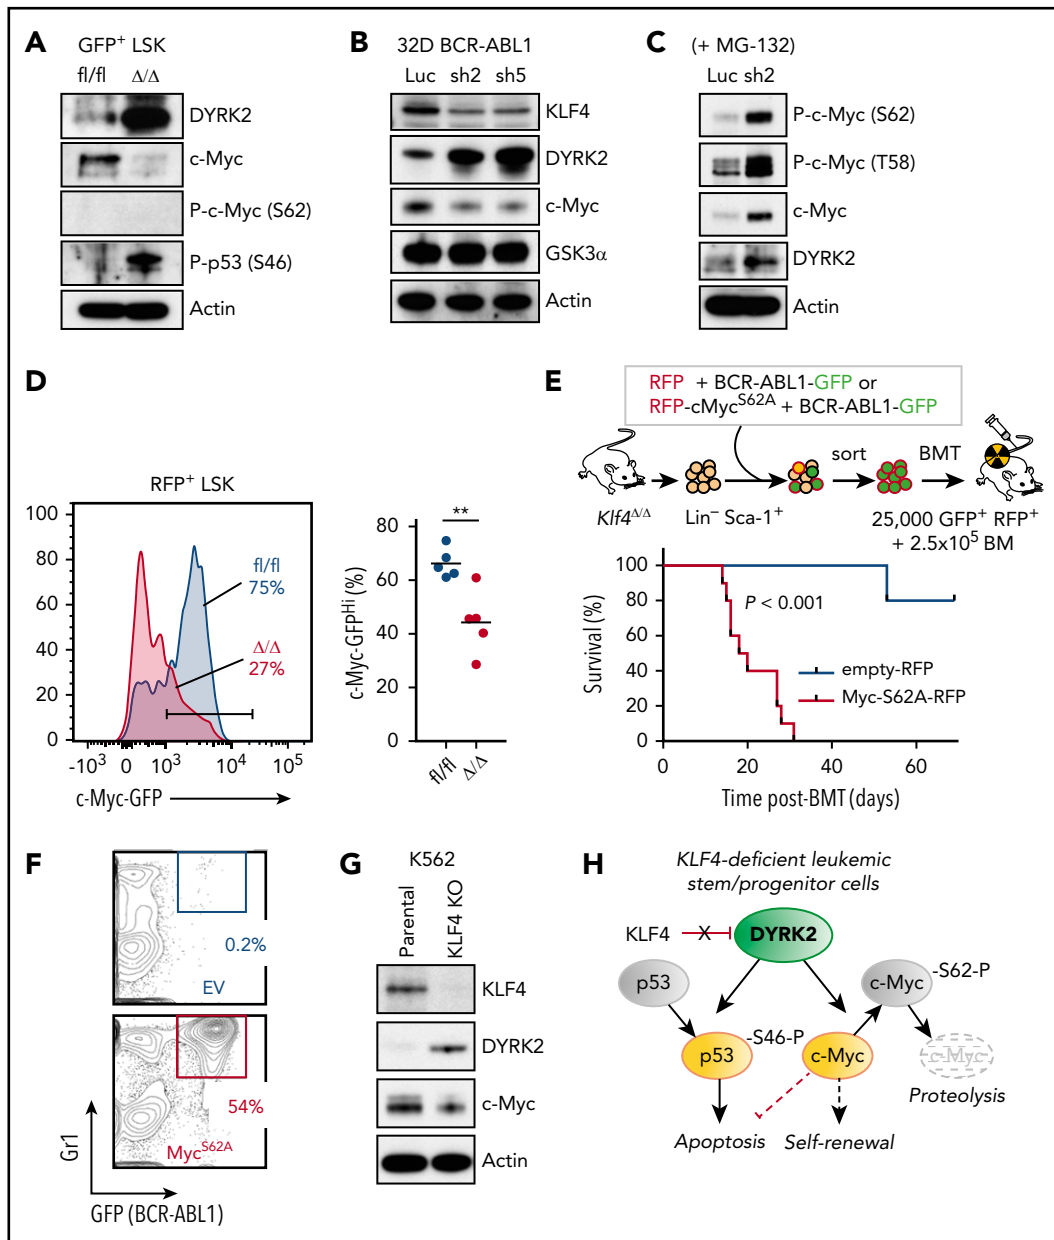 A
GFP⁺ LSK
fl/fl Δ/Δ
DYRK2
c-Myc
P-c-Myc (S62)
P-p53 (S46)
Actin
B
32D BCR-ABL1
Luc sh2 sh5
KLF4
DYRK2
c-Myc
GSK3α
Actin
C
(+ MG-132)
Luc sh2
P-c-Myc (S62)
P-c-Myc (T58)
c-Myc
DYRK2
Actin
D
RFP⁺ LSK
100
80
60
40
20
0
fl/fl
75%
Δ/Δ
27%
-10³ 0 10³ 10⁴ 10⁵
c-Myc-GFP
c-Myc-GFPᴴⁱ (%)
80
60
40
20
0
**
fl/fl Δ/Δ
E
RFP + BCR-ABL1-GFP or
RFP-cMycS62A + BCR-ABL1-GFP
sort BMT
Klf4Δ/Δ
Lin⁻ Sca-1⁺
25,000 GFP⁺ RFP⁺
+ 2.5x10⁵ BM
Survival (%)
100
80
60
40
20
0
P < 0.001
empty-RFP
Myc-S62A-RFP
0 20 40 60
Time post-BMT (days)
F
0.2%
EV
54%
MycS62A
Gr1
GFP (BCR-ABL1)
G
K562
Parental
KLF4 KO
KLF4
DYRK2
c-Myc
Actin
H
KLF4-deficient leukemic
stem/progenitor cells
KLF4 X DYRK2
p53
c-Myc -S62-P
p53 -S46-P
c-Myc
c-Myc
Proteolysis
Apoptosis Self-renewal